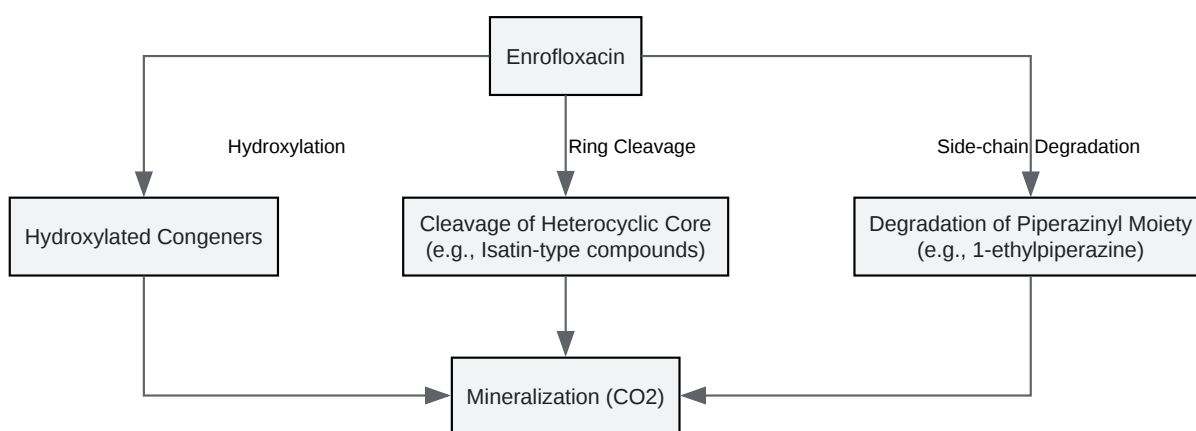 Enrofloxacin
Hydroxylation
Ring Cleavage
Side-chain Degradation
Hydroxylated Congeners
Cleavage of Heterocyclic Core
(e.g., Isatin-type compounds)
Degradation of Piperazinyl Moiety
(e.g., 1-ethylpiperazine)
Mineralization (CO2)